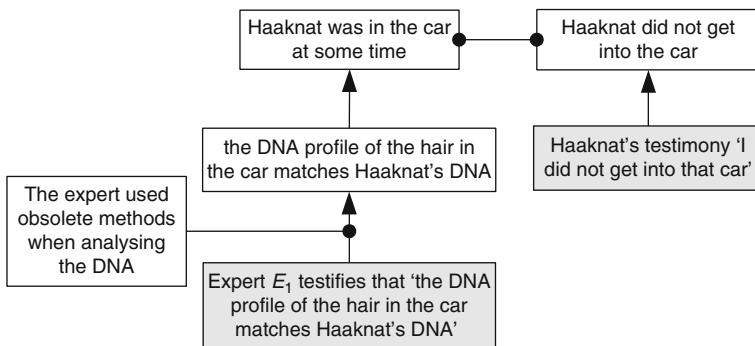 Haaknat was in the car
at some time
Haaknat did not get
into the car
the DNA profile of the hair in
the car matches Haaknat's DNA
Haaknat's testimony 'I
did not get into that car'
The expert used
obsolete methods
when analysing
the DNA
Expert E1 testifies that 'the DNA
profile of the hair in the car
matches Haaknat's DNA'